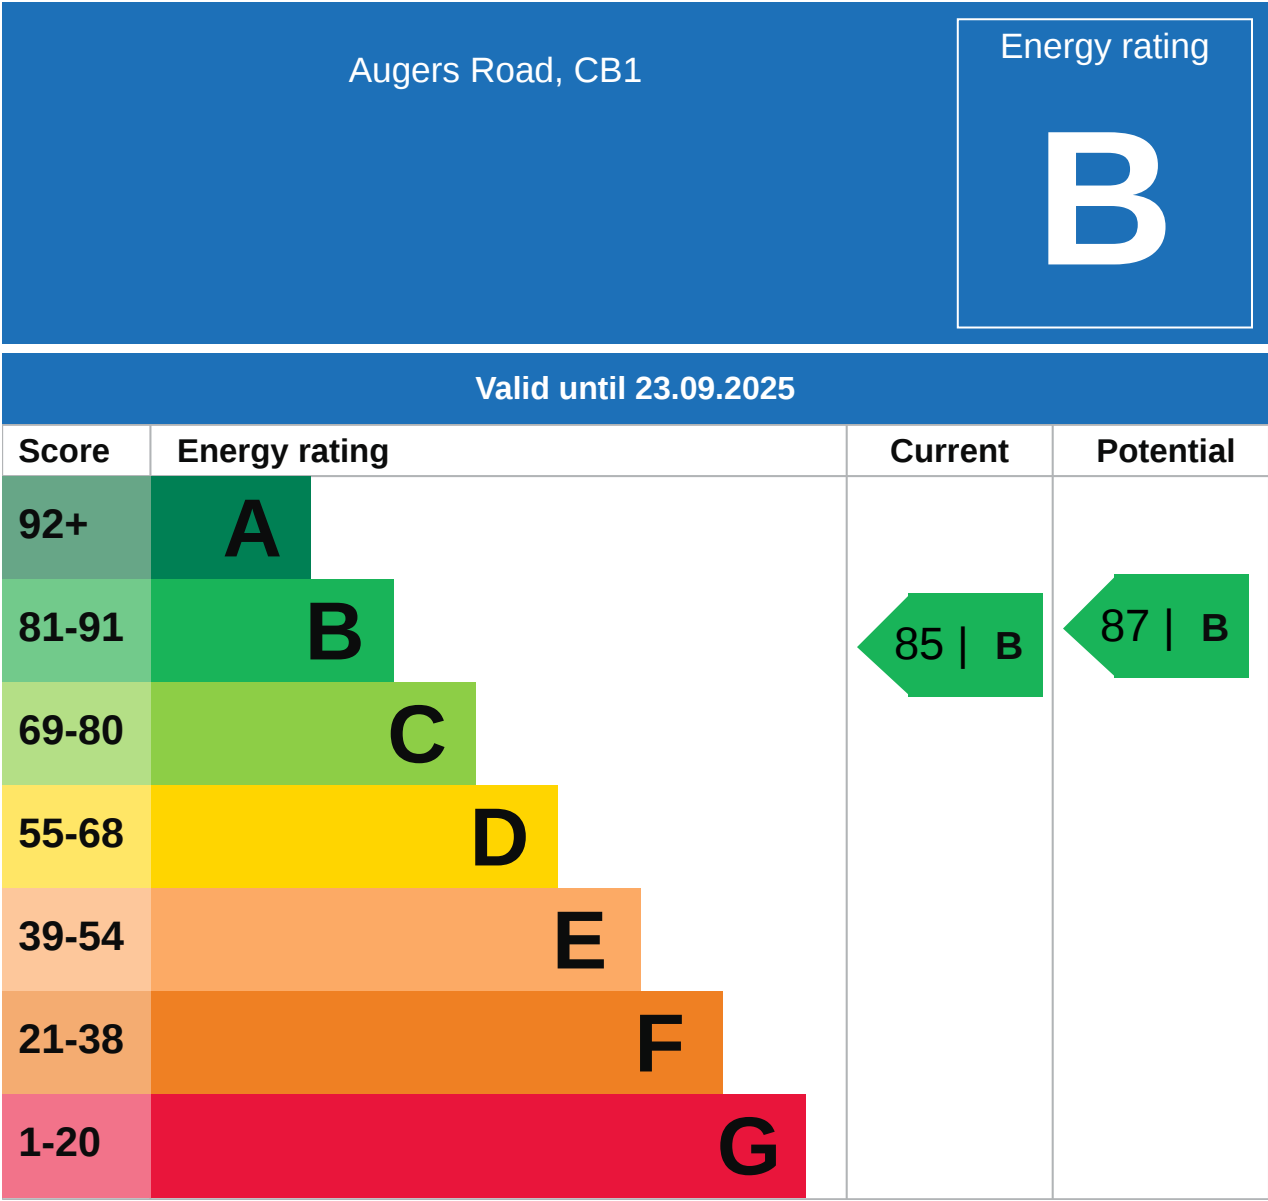 Augers Road, CB1
Energy rating
B
Valid until 23.09.2025
Score Energy rating Current Potential
92+ A
81-91 B 85 | B 87 | B
69-80 C
55-68 D
39-54 E
21-38 F
1-20 G